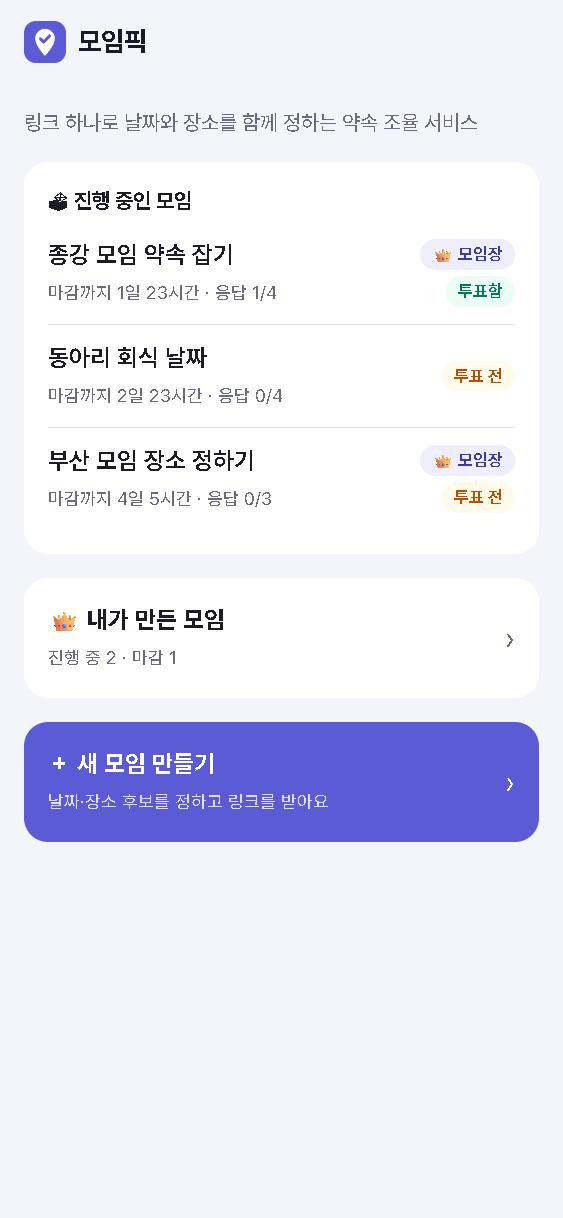 모임픽
링크 하나로 날짜와 장소를 함께 정하는 약속 조율 서비스
🗳 진행 중인 모임
종강 모임 약속 잡기
👑 모임장
마감까지 1일 23시간 · 응답 1/4
투표함
동아리 회식 날짜
마감까지 2일 23시간 · 응답 0/4
투표 전
부산 모임 장소 정하기
👑 모임장
마감까지 4일 5시간 · 응답 0/3
투표 전
👑 내가 만든 모임
진행 중 2 · 마감 1
›
+ 새 모임 만들기
날짜·장소 후보를 정하고 링크를 받아요
›